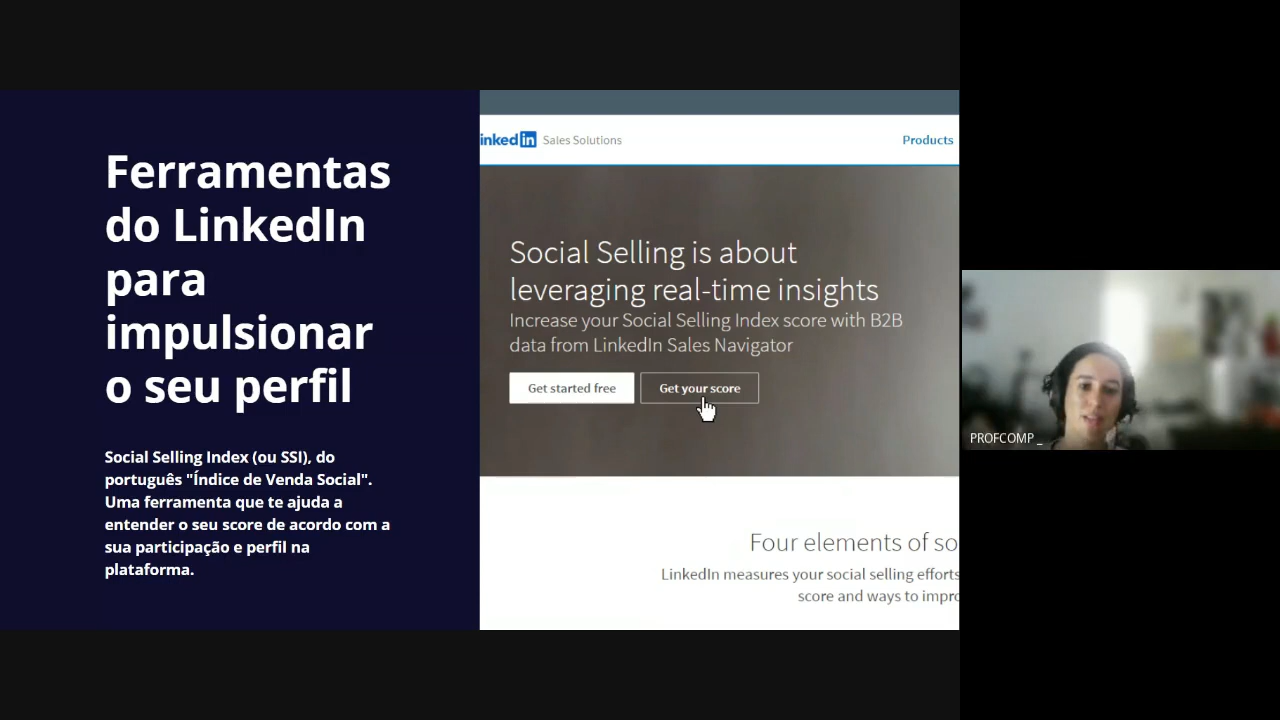 Ferramentas
do LinkedIn
para
impulsionar
o seu perfil
Social Selling Index (ou SSI), do
português "Índice de Venda Social".
Uma ferramenta que te ajuda a
entender o seu score de acordo com a
sua participação e perfil na
plataforma.
inked in Sales Solutions
Products
Social Selling is about
leveraging real-time insights
Increase your Social Selling Index score with B2B
data from LinkedIn Sales Navigator
Get started free
Get your score
Four elements of so
LinkedIn measures your social selling efforts
score and ways to impro
PROFCOMP _